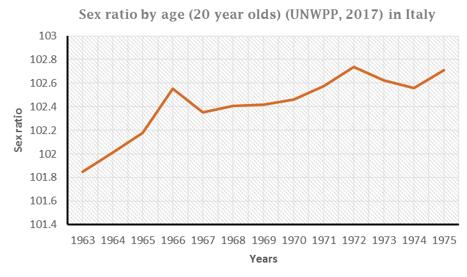 Sex ratio by age (20 year olds) (UNWPP, 2017) in Italy
103
102.8
102.6
102.4
102.2
102
101.8
101.6
101.4
Sex ratio
1963 1964 1965 1966 1967 1968 1969 1970 1971 1972 1973 1974 1975
Years